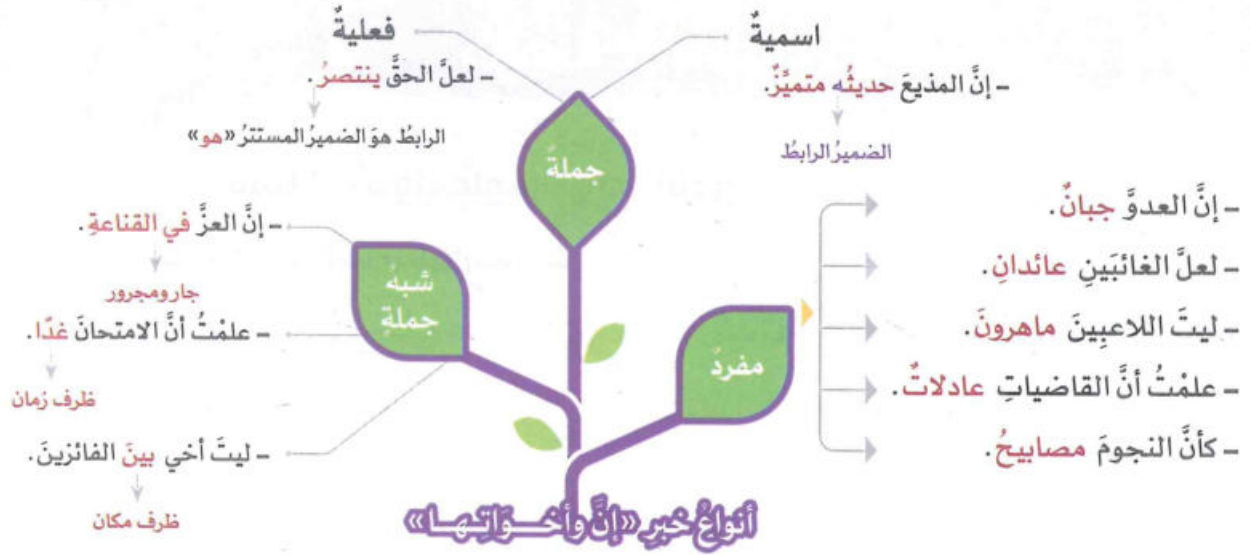 اسميةٌ
– إنَّ المذيعَ حديثُه متميِّزٌ.
الضميرُ الرابطُ
فعليةٌ
– لعلَّ الحقَّ ينتصرُ.
الرابطُ هوَ الضميرُ المستترُ «هو»
جملةٌ
مفردٌ
– إنَّ العدوَّ جبانٌ.
– لعلَّ الغائبَينِ عائدانِ.
– ليتَ اللاعبِينَ ماهرونَ.
– علمْتُ أنَّ القاضياتِ عادلاتٌ.
– كأنَّ النجومَ مصابيحُ.
شبهُ
جملةٍ
– إنَّ العزَّ في القناعةِ.
جار ومجرور
– علمْتُ أنَّ الامتحانَ غدًا.
ظرف زمان
– ليتَ أخي بينَ الفائزينَ.
ظرف مكان
أنواعُ خبرِ «إنَّ وأخـــوَاتِـهـــا»